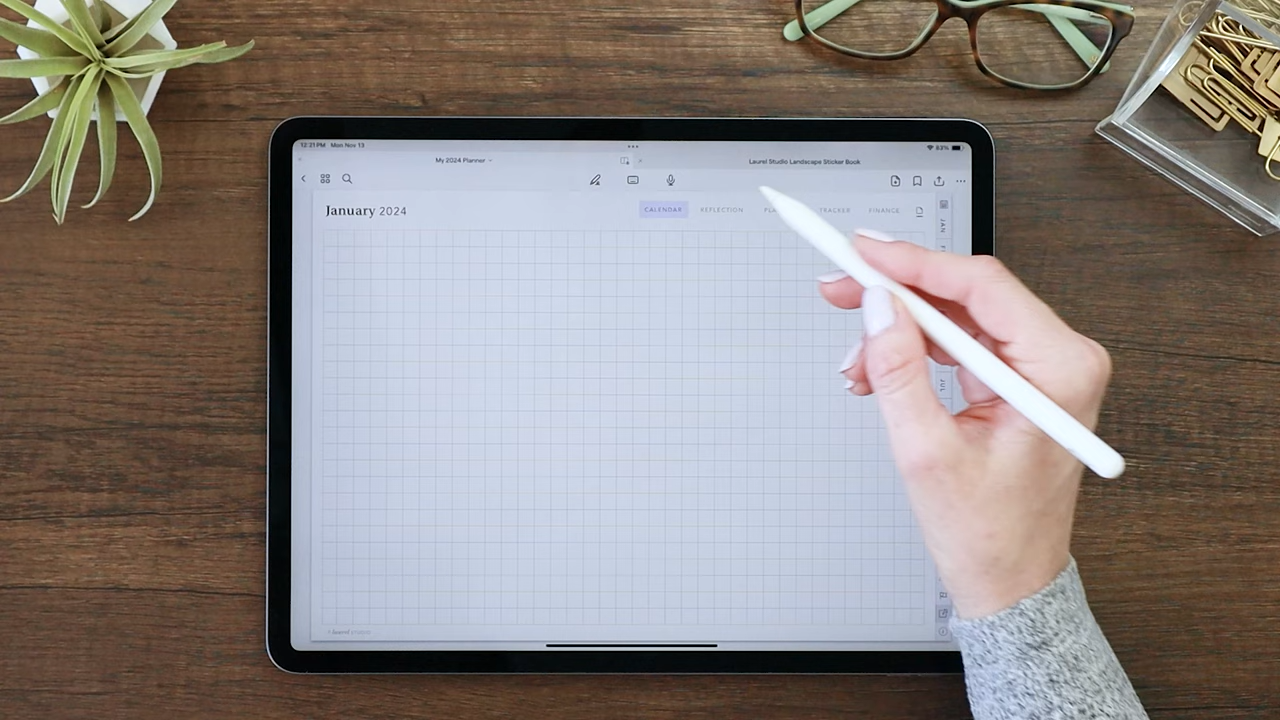 12:21 PM Mon Nov 13
83%
My 2024 Planner
Laurel Studio Landscape Sticker Book
January 2024
CALENDAR REFLECTION TRACKER FINANCE
JAN
JUL